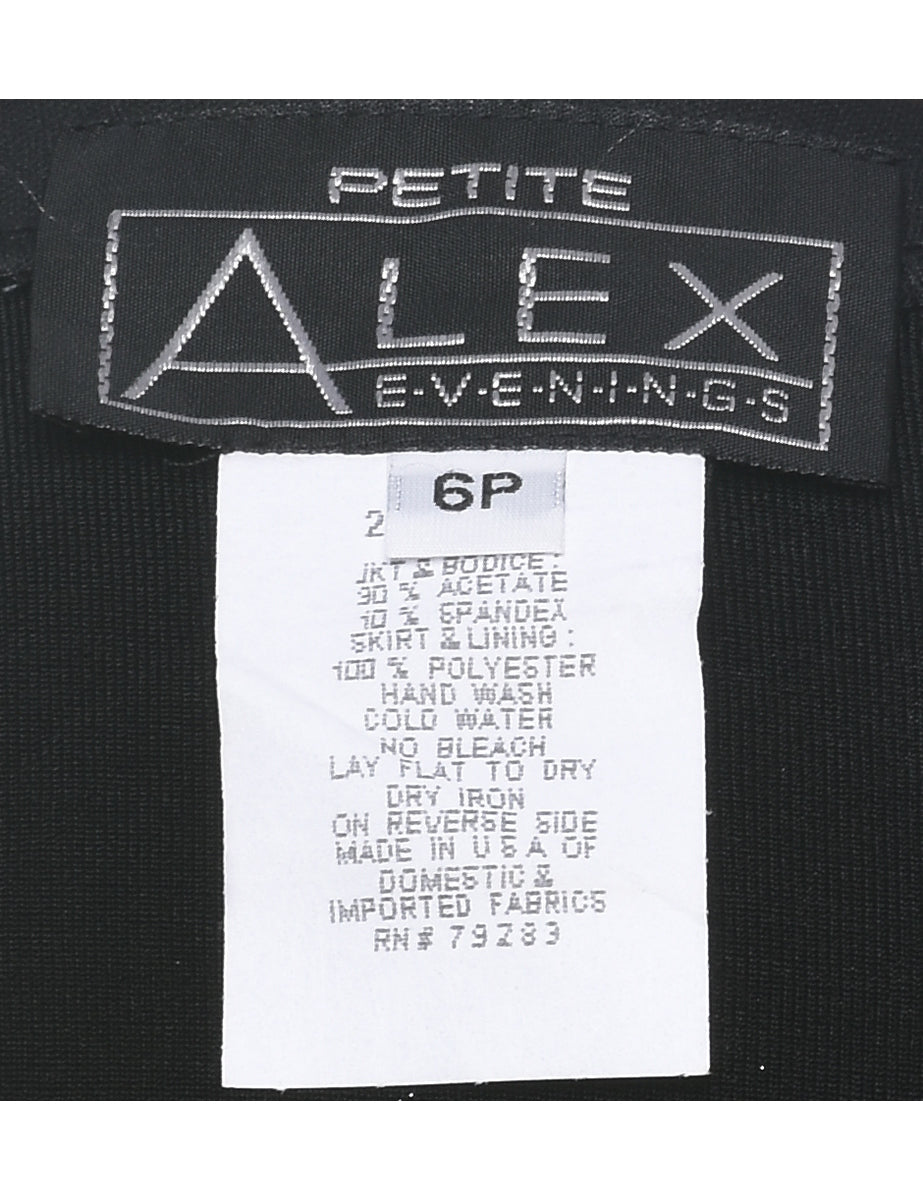 PETITE
ALEX
E·V·E·N·I·N·G·S
6P
2
JKT & BODICE:
90 % ACETATE
10 % SPANDEX
SKIRT & LINING :
100 % POLYESTER
HAND WASH
COLD WATER
NO BLEACH
LAY FLAT TO DRY
DRY IRON
ON REVERSE SIDE
MADE IN U S A OF
DOMESTIC &
IMPORTED FABRICS
RN# 79283